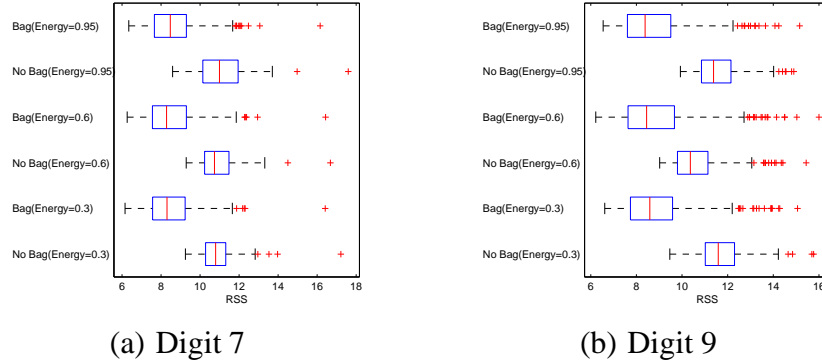 Bag(Energy=0.95)
No Bag(Energy=0.95)
Bag(Energy=0.6)
No Bag(Energy=0.6)
Bag(Energy=0.3)
No Bag(Energy=0.3)
6 8 10 12 14 16 18
RSS
(a) Digit 7
Bag(Energy=0.95)
No Bag(Energy=0.95)
Bag(Energy=0.6)
No Bag(Energy=0.6)
Bag(Energy=0.3)
No Bag(Energy=0.3)
6 8 10 12 14 16
RSS
(b) Digit 9